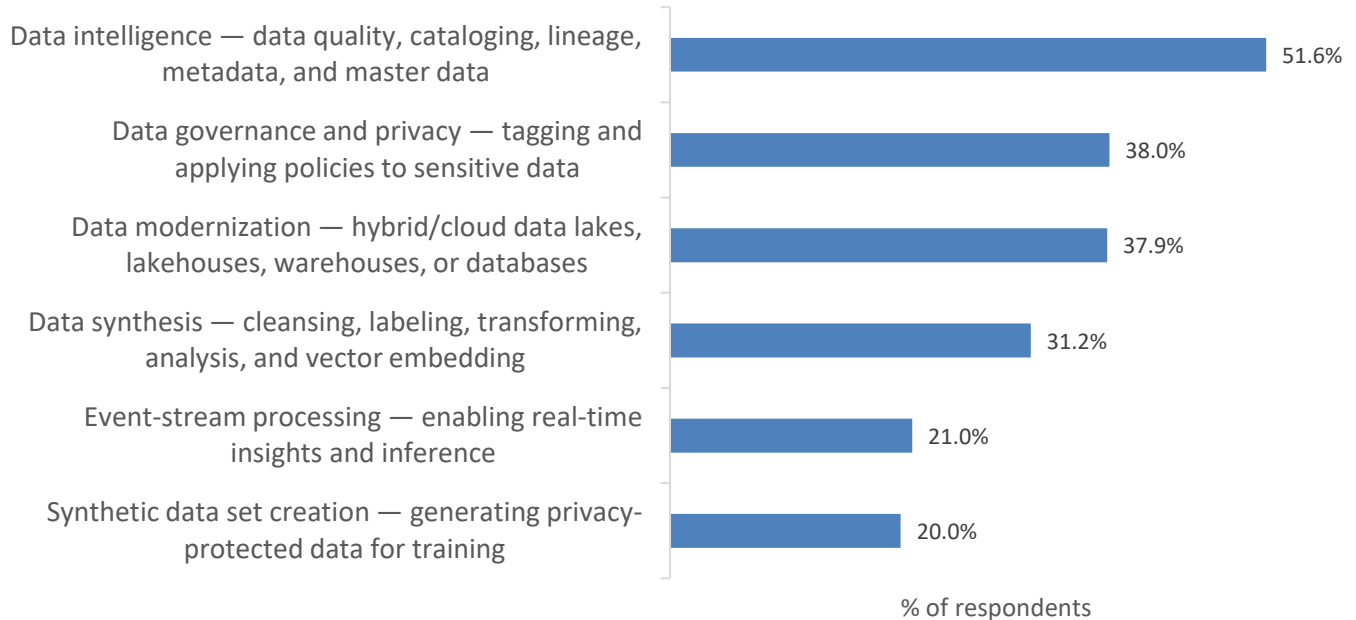 Data intelligence — data quality, cataloging, lineage,
metadata, and master data
51.6%
Data governance and privacy — tagging and
applying policies to sensitive data
38.0%
Data modernization — hybrid/cloud data lakes,
lakehouses, warehouses, or databases
37.9%
Data synthesis — cleansing, labeling, transforming,
analysis, and vector embedding
31.2%
Event-stream processing — enabling real-time
insights and inference
21.0%
Synthetic data set creation — generating privacy-
protected data for training
20.0%
% of respondents